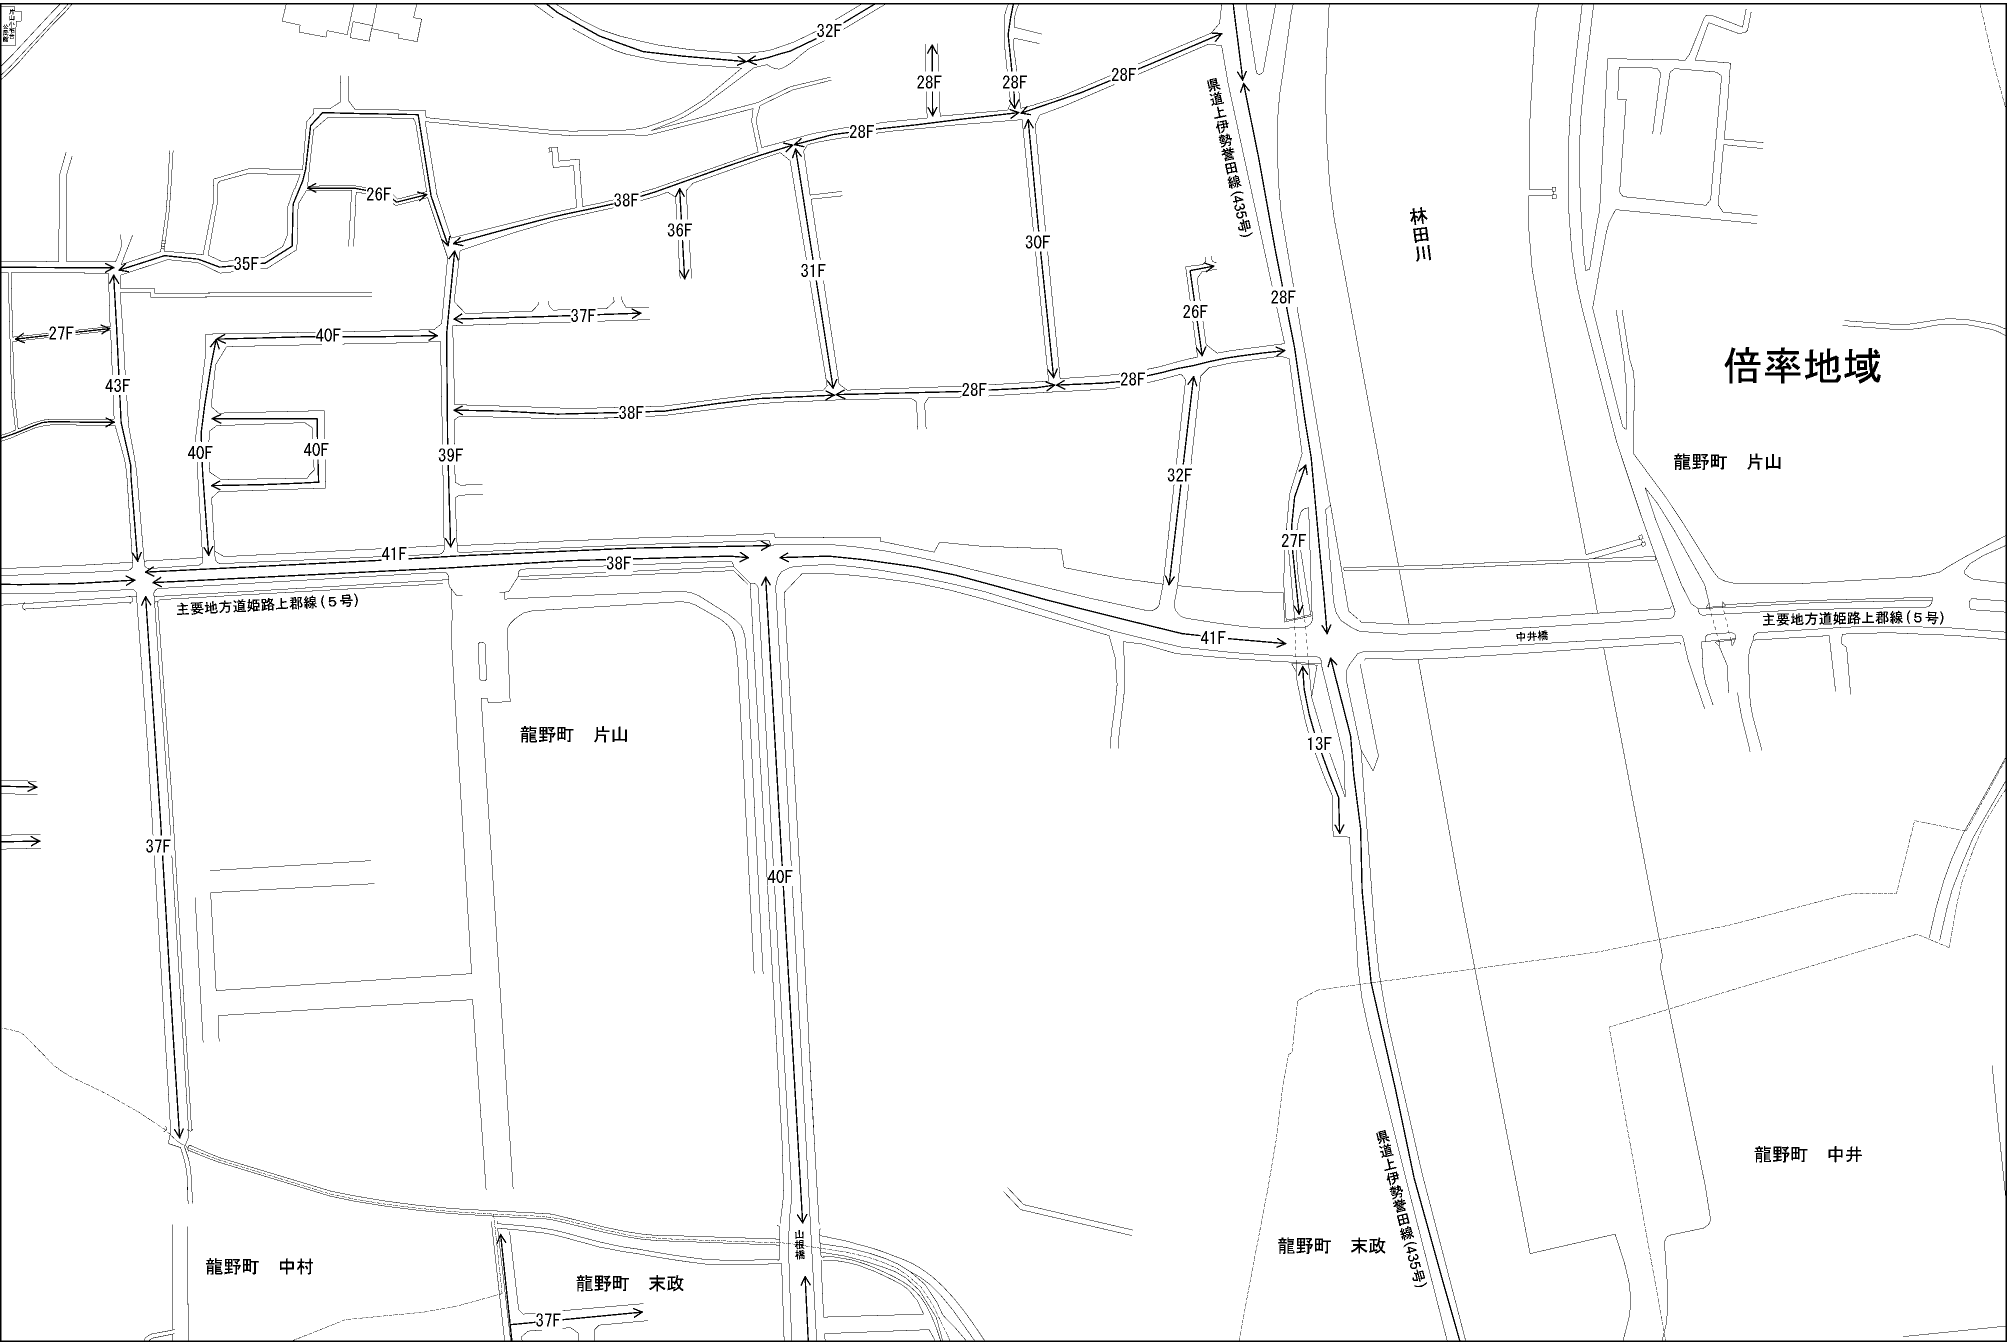 32F
28F
28F
28F
28F
県道上伊勢誉田線(435号)
26F
38F
36F
30F
林田川
35F
31F
28F
26F
37F
27F
40F
倍率地域
43F
28F
28F
38F
40F
40F
39F
龍野町　片山
32F
27F
41F
38F
主要地方道姫路上郡線(５号)
主要地方道姫路上郡線(５号)
41F
中井橋
龍野町　片山
13F
37F
40F
県道上伊勢誉田線(435号)
龍野町　中井
山根橋
龍野町　末政
龍野町　中村
龍野町　末政
37F